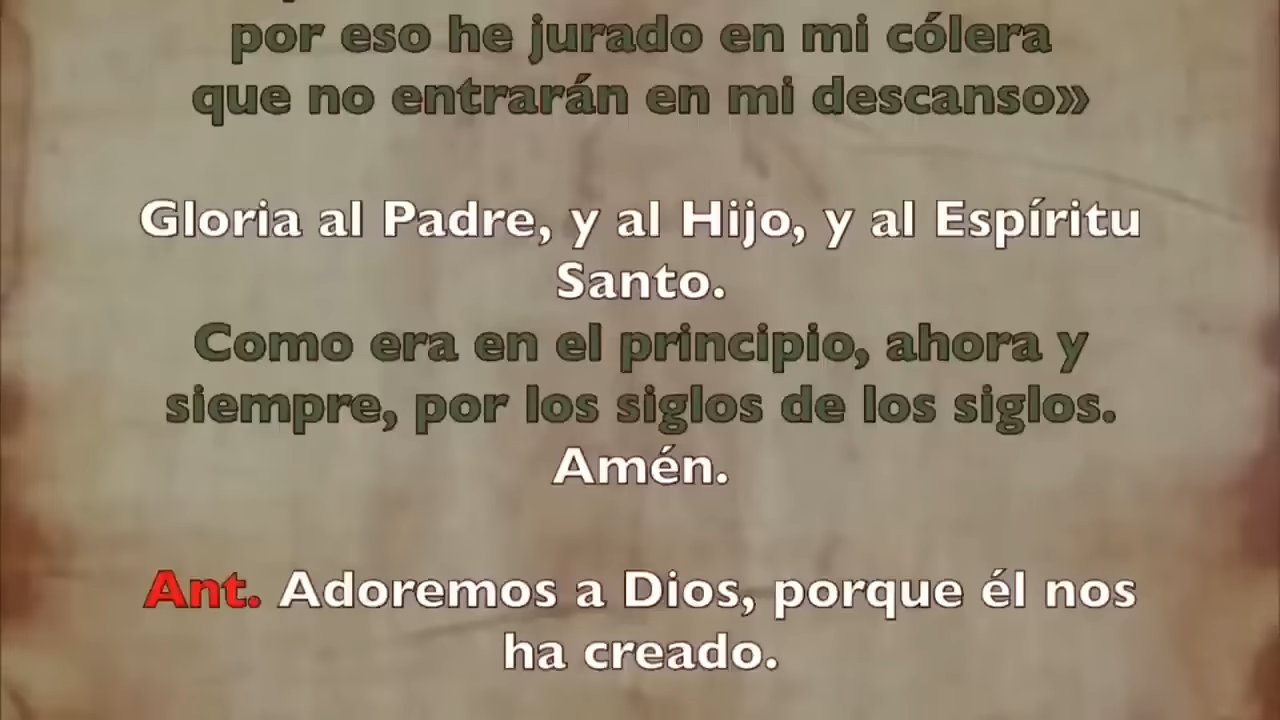 por eso he jurado en mi cólera
que no entrarán en mi descanso»
Gloria al Padre, y al Hijo, y al Espíritu
Santo.
Como era en el principio, ahora y
siempre, por los siglos de los siglos.
Amén.
Ant. Adoremos a Dios, porque él nos
ha creado.